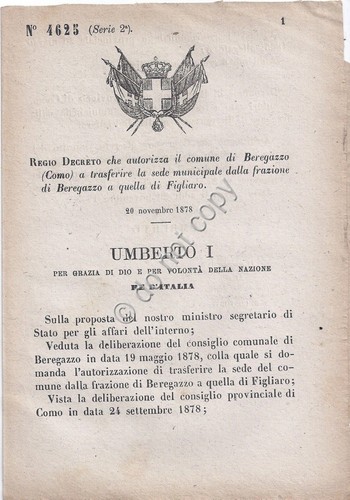 1
N° 4625 (Serie 2ª).
REGIO DECRETO che autorizza il comune di Beregazzo
(Como) a trasferire la sede municipale dalla frazione
di Beregazzo a quella di Figliaro.
20 novembre 1878
UMBERTO I
PER GRAZIA DI DIO E PER VOLONTÀ DELLA NAZIONE
RE D'ITALIA
Sulla proposta del nostro ministro segretario di
Stato per gli affari dell'interno;
Veduta la deliberazione del consiglio comunale di
Beregazzo in data 19 maggio 1878, colla quale si do-
manda l'autorizzazione di trasferire la sede del co-
mune dalla frazione di Beregazzo a quella di Figliaro;
Vista la deliberazione del consiglio provinciale di
Como in data 24 settembre 1878;
do not copy